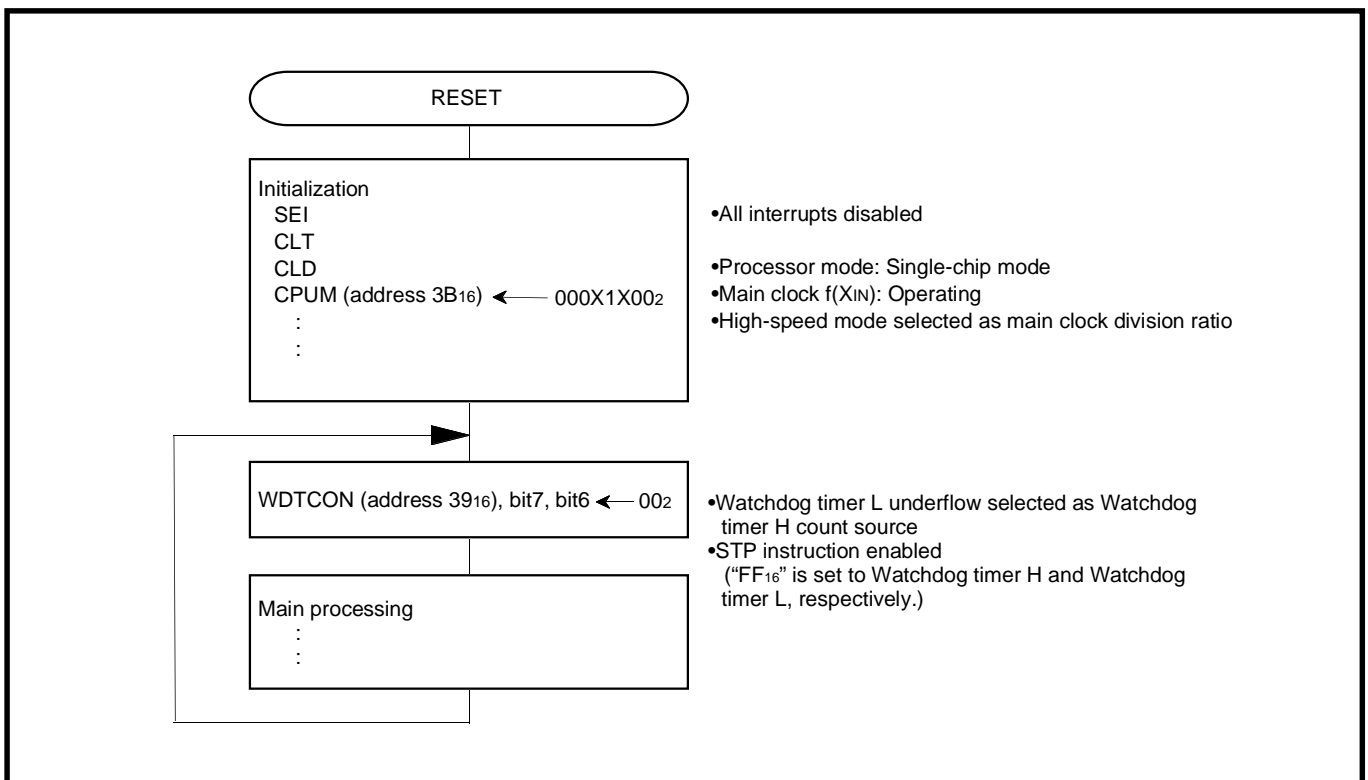 RESET
Initialization
SEI
CLT
CLD
CPUM (address 3B16) ← 000X1X002
:
:
•All interrupts disabled
•Processor mode: Single-chip mode
•Main clock f(XIN): Operating
•High-speed mode selected as main clock division ratio
WDTCON (address 3916), bit7, bit6 ← 002
•Watchdog timer L underflow selected as Watchdog
timer H count source
•STP instruction enabled
(“FF16” is set to Watchdog timer H and Watchdog
timer L, respectively.)
Main processing
:
: